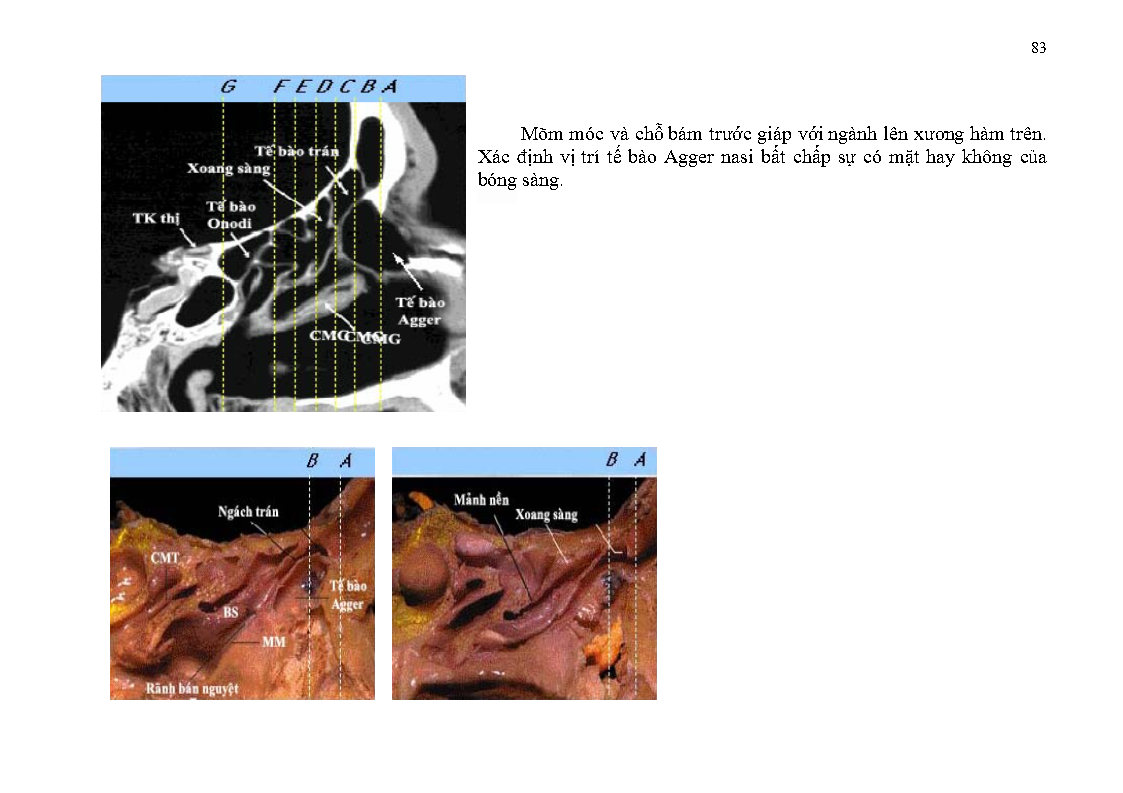 83
G F E D C B A
Tế bào trán
Xoang sàng
Tế bào
Onodi
TK thị
Tế bào
Agger
CMG
CMG
CMG
Mõm móc và chỗ bám trước giáp với ngành lên xương hàm trên.
Xác định vị trí tế bào Agger nasi bất chấp sự có mặt hay không của
bóng sàng.
B A
Ngách trán
CMT
Tế bào
Agger
BS
MM
Rãnh bán nguyệt
B A
Mảnh nền
Xoang sàng